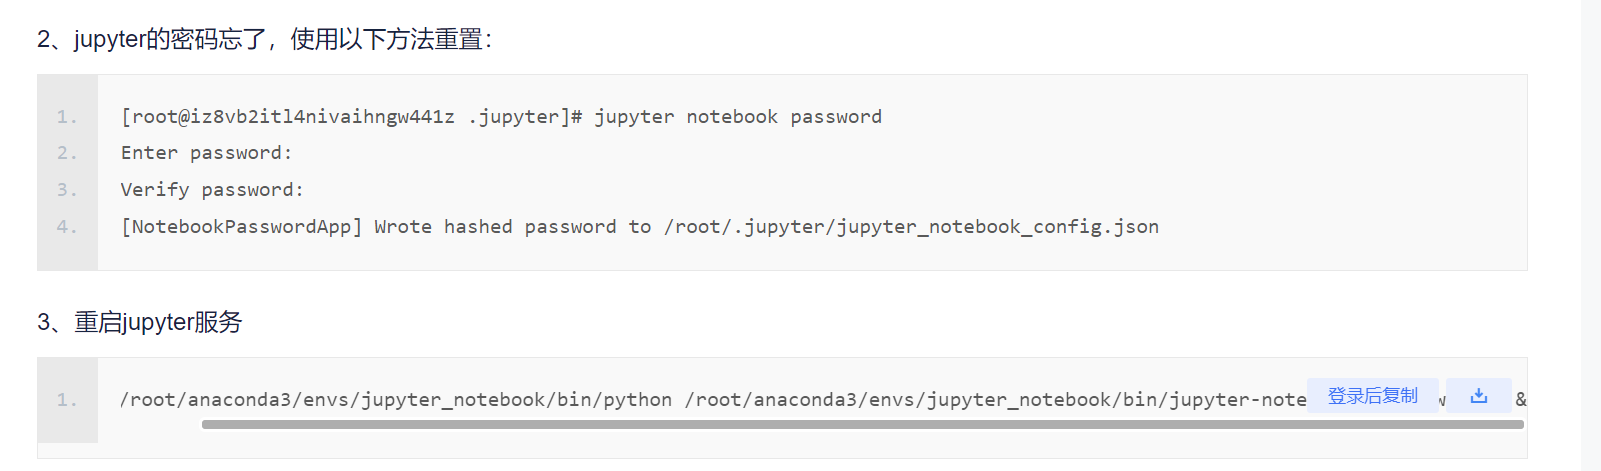 2、jupyter的密码忘了，使用以下方法重置：
1. [root@iz8vb2itl4nivaihngw441z .jupyter]# jupyter notebook password
2. Enter password:
3. Verify password:
4. [NotebookPasswordApp] Wrote hashed password to /root/.jupyter/jupyter_notebook_config.json
3、重启jupyter服务
1. /root/anaconda3/envs/jupyter_notebook/bin/python /root/anaconda3/envs/jupyter_notebook/bin/jupyter-note &
登录后复制